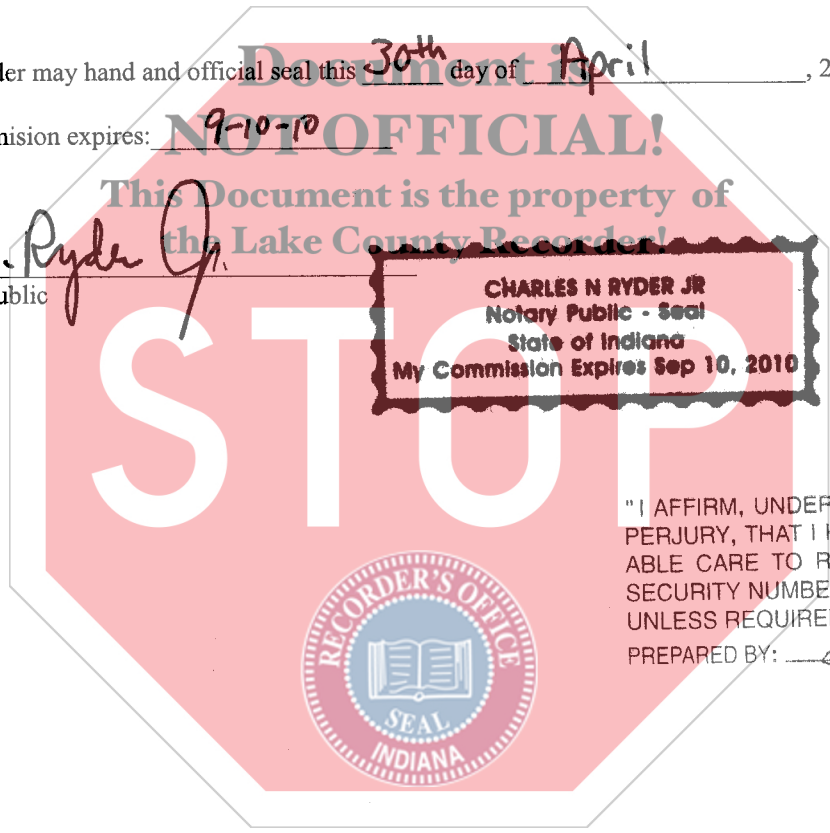 Document is
der may hand and official seal this 30th day of April, 2
NOT OFFICIAL!
mision expires: 9-10-10
This Document is the property of
the Lake County Recorder!
. Ryder Jr.
ublic
CHARLES N RYDER JR
Notary Public - Seal
State of Indiana
My Commission Expires Sep 10, 2010
STOP
"I AFFIRM, UNDER
PERJURY, THAT I H
ABLE CARE TO R
SECURITY NUMBE
UNLESS REQUIRE
PREPARED BY:
RECORDER'S OFFICE
SEAL
INDIANA